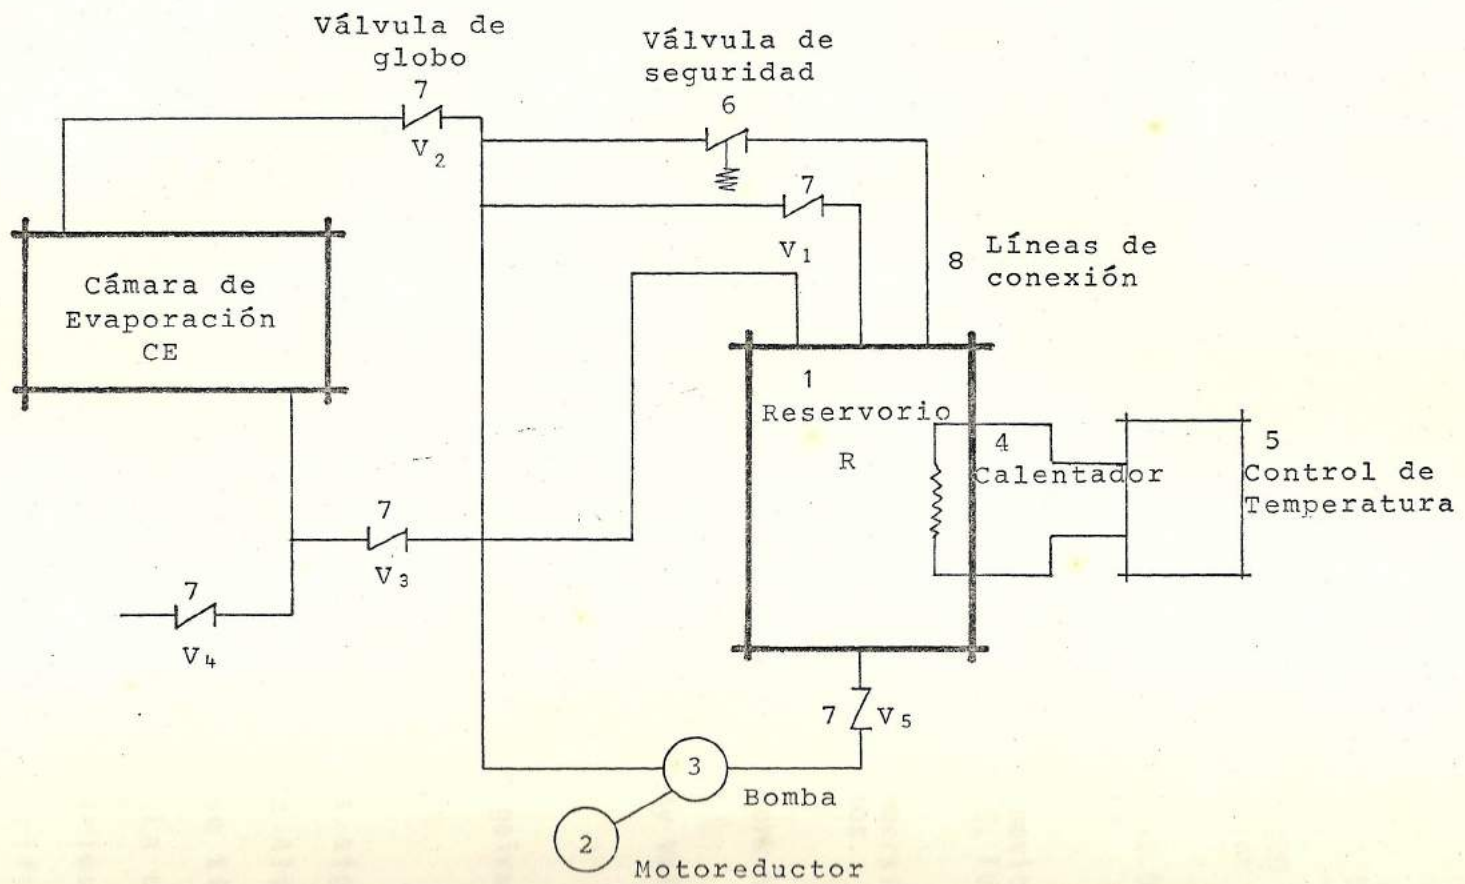 Válvula de
globo
7
V2
Válvula de
seguridad
6
7
V1
8 Líneas de
conexión
Cámara de
Evaporación
CE
1
Reservorio
R
4
Calentador
5
Control de
Temperatura
7
V3
7
V4
7 V5
3
Bomba
2
Motoreductor